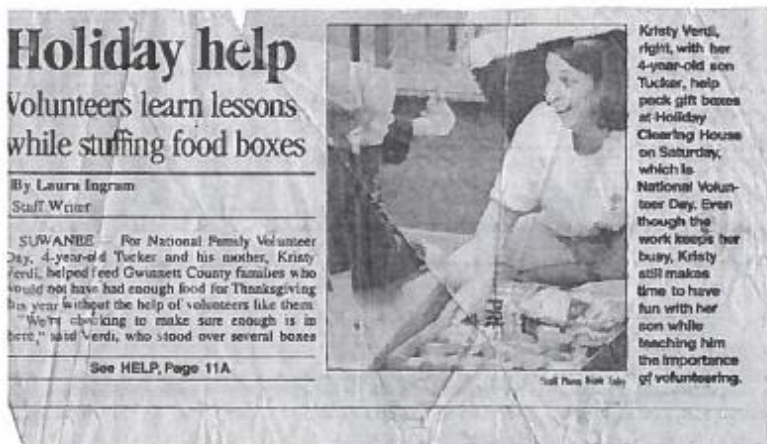 Holiday help
Volunteers learn lessons
while stuffing food boxes
By Laura Ingram
Staff Writer
SUWANEE — For National Family Volunteer
Day, 4-year-old Tucker and his mother, Kristy
Verdi, helped feed Gwinnett County families who
would not have had enough food for Thanksgiving
this year without the help of volunteers like them.
"We're checking to make sure enough is in
here," said Verdi, who stood over several boxes
See HELP, Page 11A
PRE
Staff Photo
Kristy Verdi,
right, with her
4-year-old son
Tucker, help
pack gift boxes
at Holiday
Clearing House
on Saturday,
which is
National Volun-
teer Day. Even
though the
work keeps her
busy, Kristy
still makes
time to have
fun with her
son while
teaching him
the importance
of volunteering.